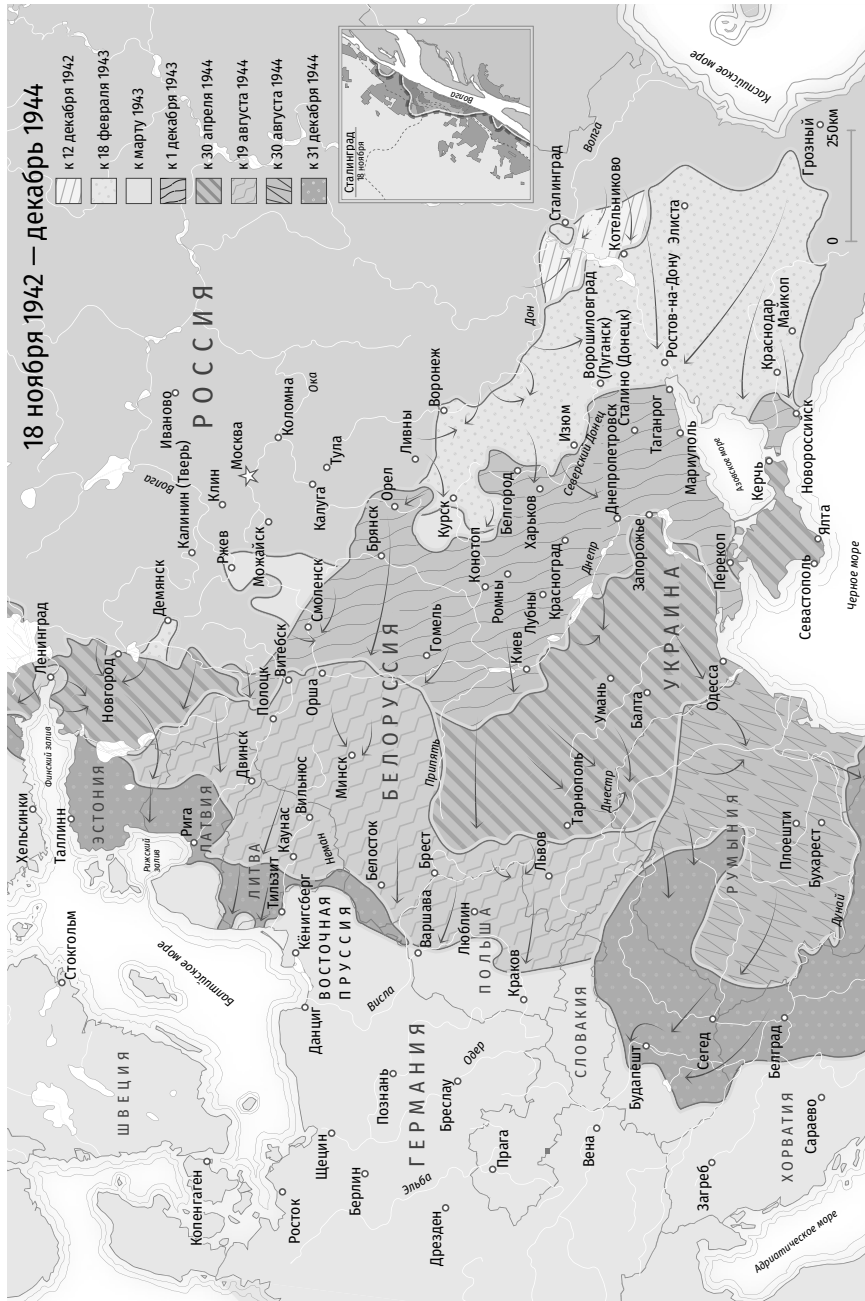 18 ноября 1942 — декабрь 1944
к 12 декабря 1942
к 18 февраля 1943
к марту 1943
к 1 декабря 1943
к 30 апреля 1944
к 19 августа 1944
к 30 августа 1944
к 31 декабря 1944
Сталинград
18 ноября
Волга
ШВЕЦИЯ
Стокгольм
Хельсинки
Финский залив
Таллинн
ЭСТОНИЯ
Ленинград
Новгород
Демянск
Рижский
залив
Рига
ЛАТВИЯ
Балтийское море
Копенгаген
Росток
Щецин
Берлин
Данциг
Кёнигсберг
ВОСТОЧНАЯ
ПРУССИЯ
Тильзит
ЛИТВА
Каунас
Вильнюс
Неман
Двинск
Полоцк
Витебск
Орша
Минск
Смоленск
Ржев
Можайск
Калинин (Тверь)
Волга
Клин
Москва
Иваново
РОССИЯ
Коломна
Ока
Калуга
Тула
Познань
Висла
ГЕРМАНИЯ
Эльба
Дрезден
Бреслау
Одер
Прага
Варшава
Люблин
ПОЛЬША
Краков
Белосток
Брест
БЕЛОРУССИЯ
Припять
Гомель
Брянск
Орел
Ливны
Воронеж
Курск
Конотоп
Ромны
Белгород
Харьков
Лубны
Красноград
Киев
Изюм
Северский Донец
Дон
Днепр
Днепропетровск
Запорожье
Сталино (Донецк)
Ворошиловград
(Луганск)
Таганрог
Мариуполь
Ростов-на-Дону
Сталинград
Волга
Котельниково
Элиста
Львов
Тарнополь
Днестр
Умань
Балта
УКРАИНА
Одесса
Перекоп
Азовское море
Керчь
Севастополь
Ялта
Новороссийск
Краснодар
Майкоп
Грозный
Каспийское море
Черное море
СЛОВАКИЯ
Вена
Будапешт
Сегед
Белград
Загреб
ХОРВАТИЯ
Сараево
Адриатическое море
РУМЫНИЯ
Плоешти
Бухарест
Дунай
0
250км